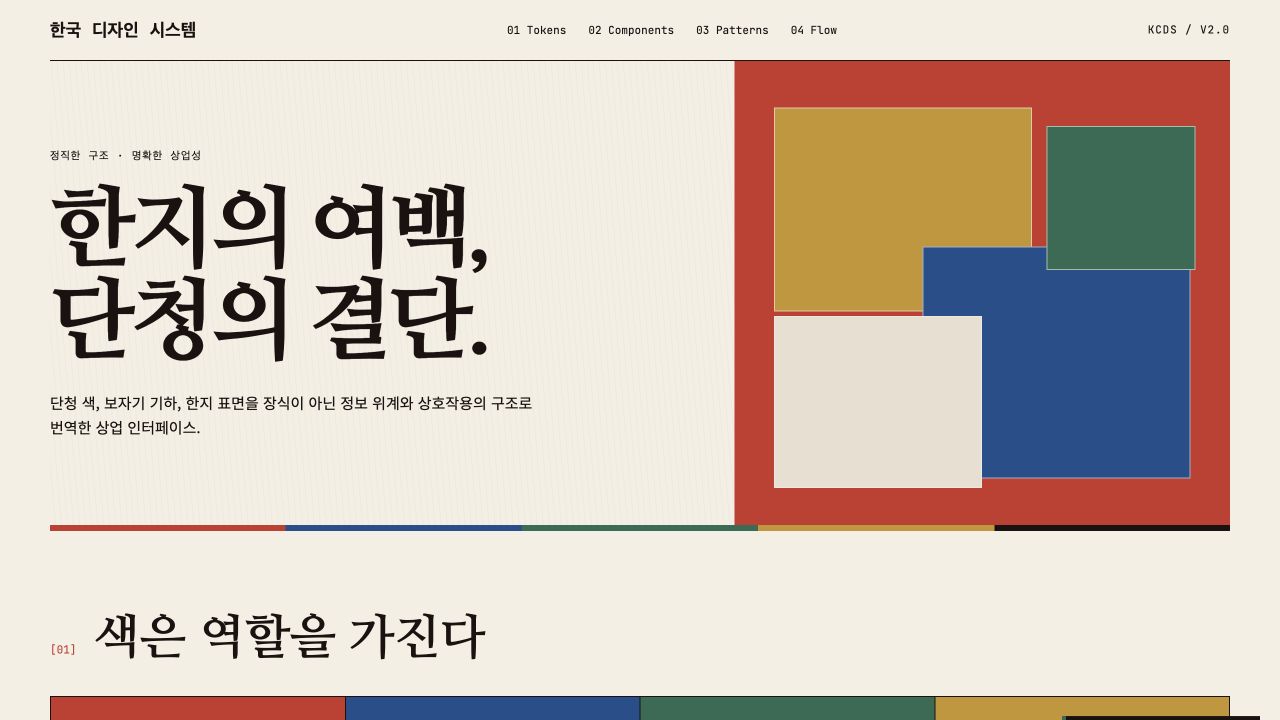 한국 디자인 시스템
01 Tokens
02 Components
03 Patterns
04 Flow
KCDS / V2.0
정직한 구조 · 명확한 상업성
한지의 여백,
단청의 결단.
단청 색, 보자기 기하, 한지 표면을 장식이 아닌 정보 위계와 상호작용의 구조로
번역한 상업 인터페이스.
[01]
색은 역할을 가진다